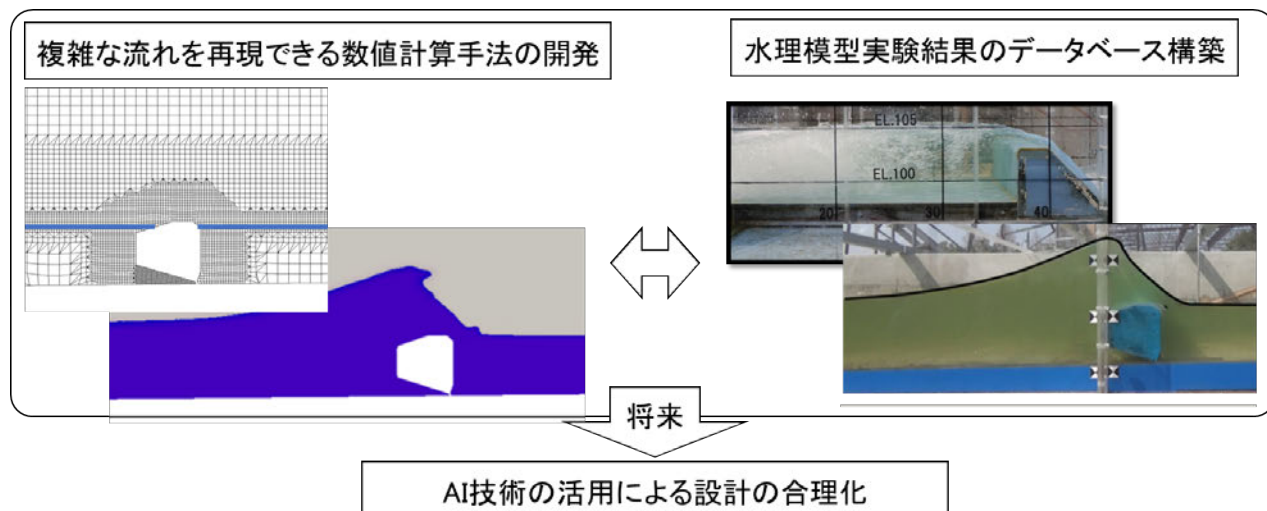 複雑な流れを再現できる数値計算手法の開発
水理模型実験結果のデータベース構築
EL.105
EL.100
20
30
40
将来
AI技術の活用による設計の合理化